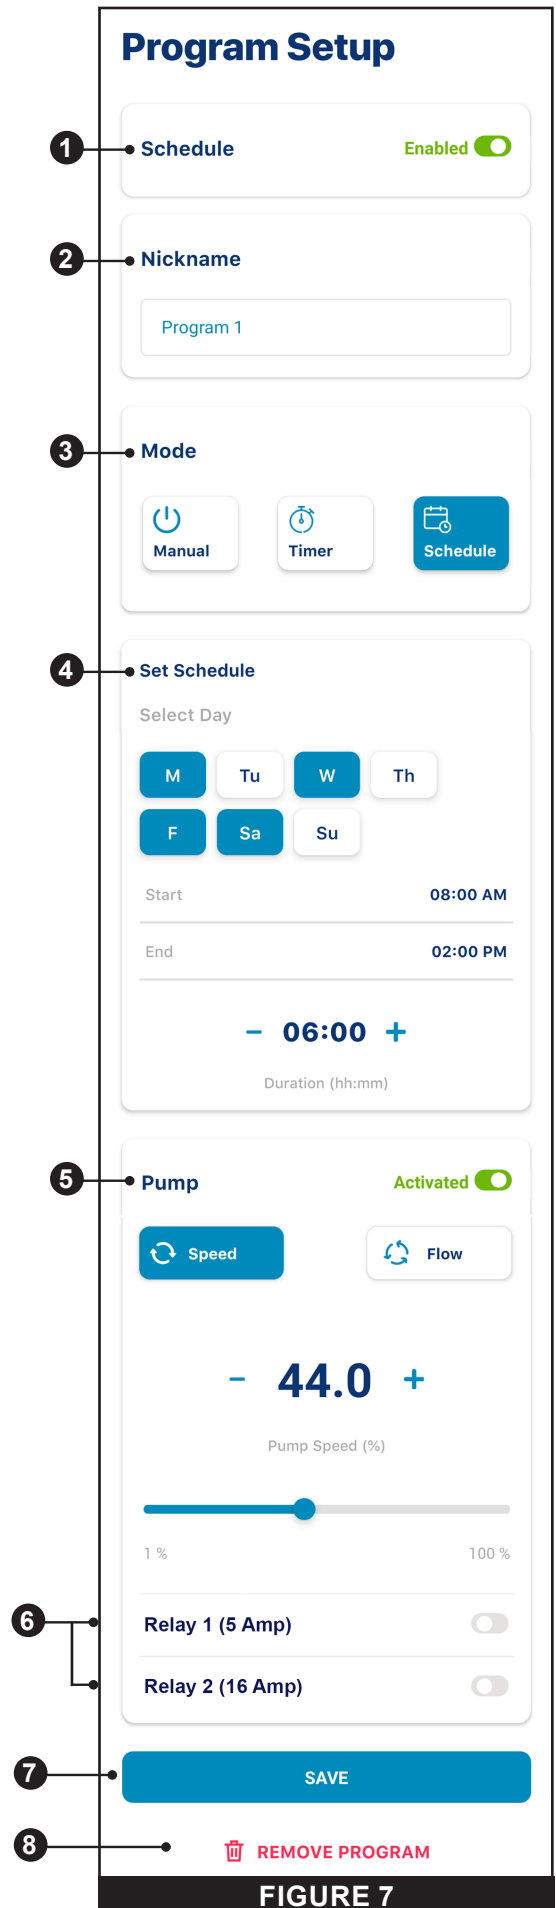 Program Setup
1 Schedule Enabled
2 Nickname
Program 1
3 Mode
Manual Timer Schedule
4 Set Schedule
Select Day
M Tu W Th
F Sa Su
Start 08:00 AM
End 02:00 PM
- 06:00 +
Duration (hh:mm)
5 Pump Activated
Speed Flow
- 44.0 +
Pump Speed (%)
1 % 100 %
6 Relay 1 (5 Amp)
Relay 2 (16 Amp)
7 SAVE
8 REMOVE PROGRAM
FIGURE 7